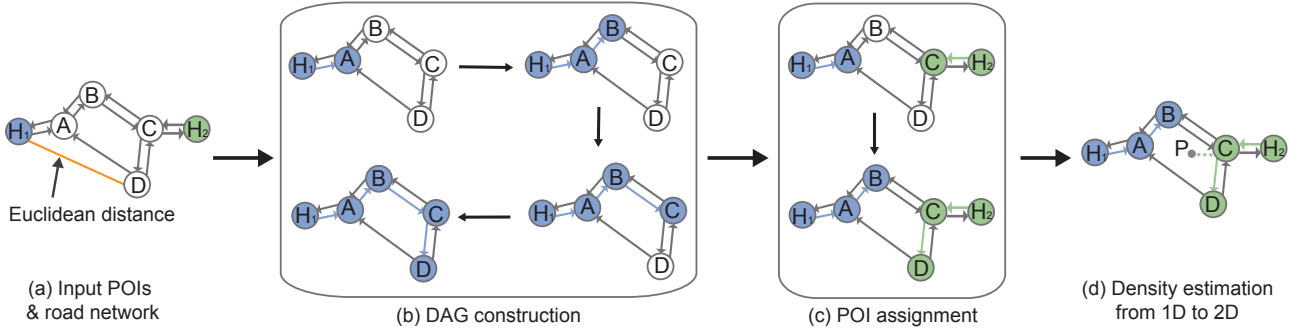 H1
A
B
C
D
H2
Euclidean distance
(a) Input POIs
& road network
H1
A
B
C
D
H1
A
B
C
D
H1
A
B
C
D
H1
A
B
C
D
(b) DAG construction
H1
A
B
C
H2
D
H1
A
B
C
H2
D
(c) POI assignment
H1
A
B
P
C
H2
D
(d) Density estimation
from 1D to 2D